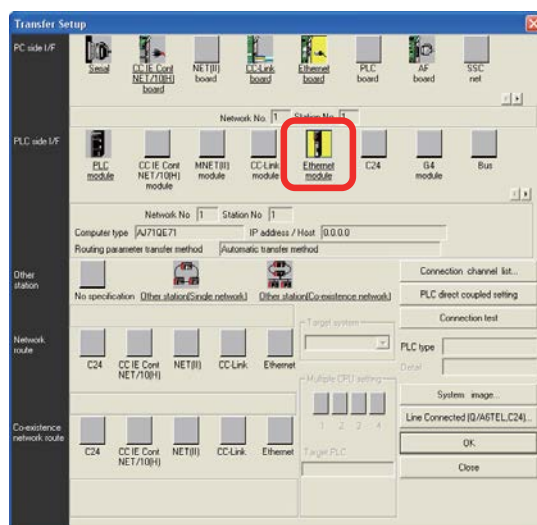 Transfer Setup
PC side I/F
Serial
CC IE Cont NET/10(H) board
NET(II) board
CC-Link board
Ethernet board
PLC board
AF board
SSC net
Network No. 1 Station No. 1
PLC side I/F
PLC module
CC IE Cont NET/10(H) module
MNET(II) module
CC-Link module
Ethernet module
C24
G4 module
Bus
Network No 1 Station No 1
Computer type AJ71QE71 IP address / Host 0.0.0.0
Routing parameter transfer method Automatic transfer method
Other station
No specification
Other station(Single network)
Other station(Co-existence network)
Connection channel list...
PLC direct coupled setting
Connection test
Target system
PLC type
Detail
Network route
C24
CC IE Cont NET/10(H)
NET(II)
CC-Link
Ethernet
Multiple CPU setting
1 2 3 4
Target PLC
System image...
Line Connected (Q/A6TEL,C24)...
OK
Close
Co-existence network route
C24
CC IE Cont NET/10(H)
NET(II)
CC-Link
Ethernet